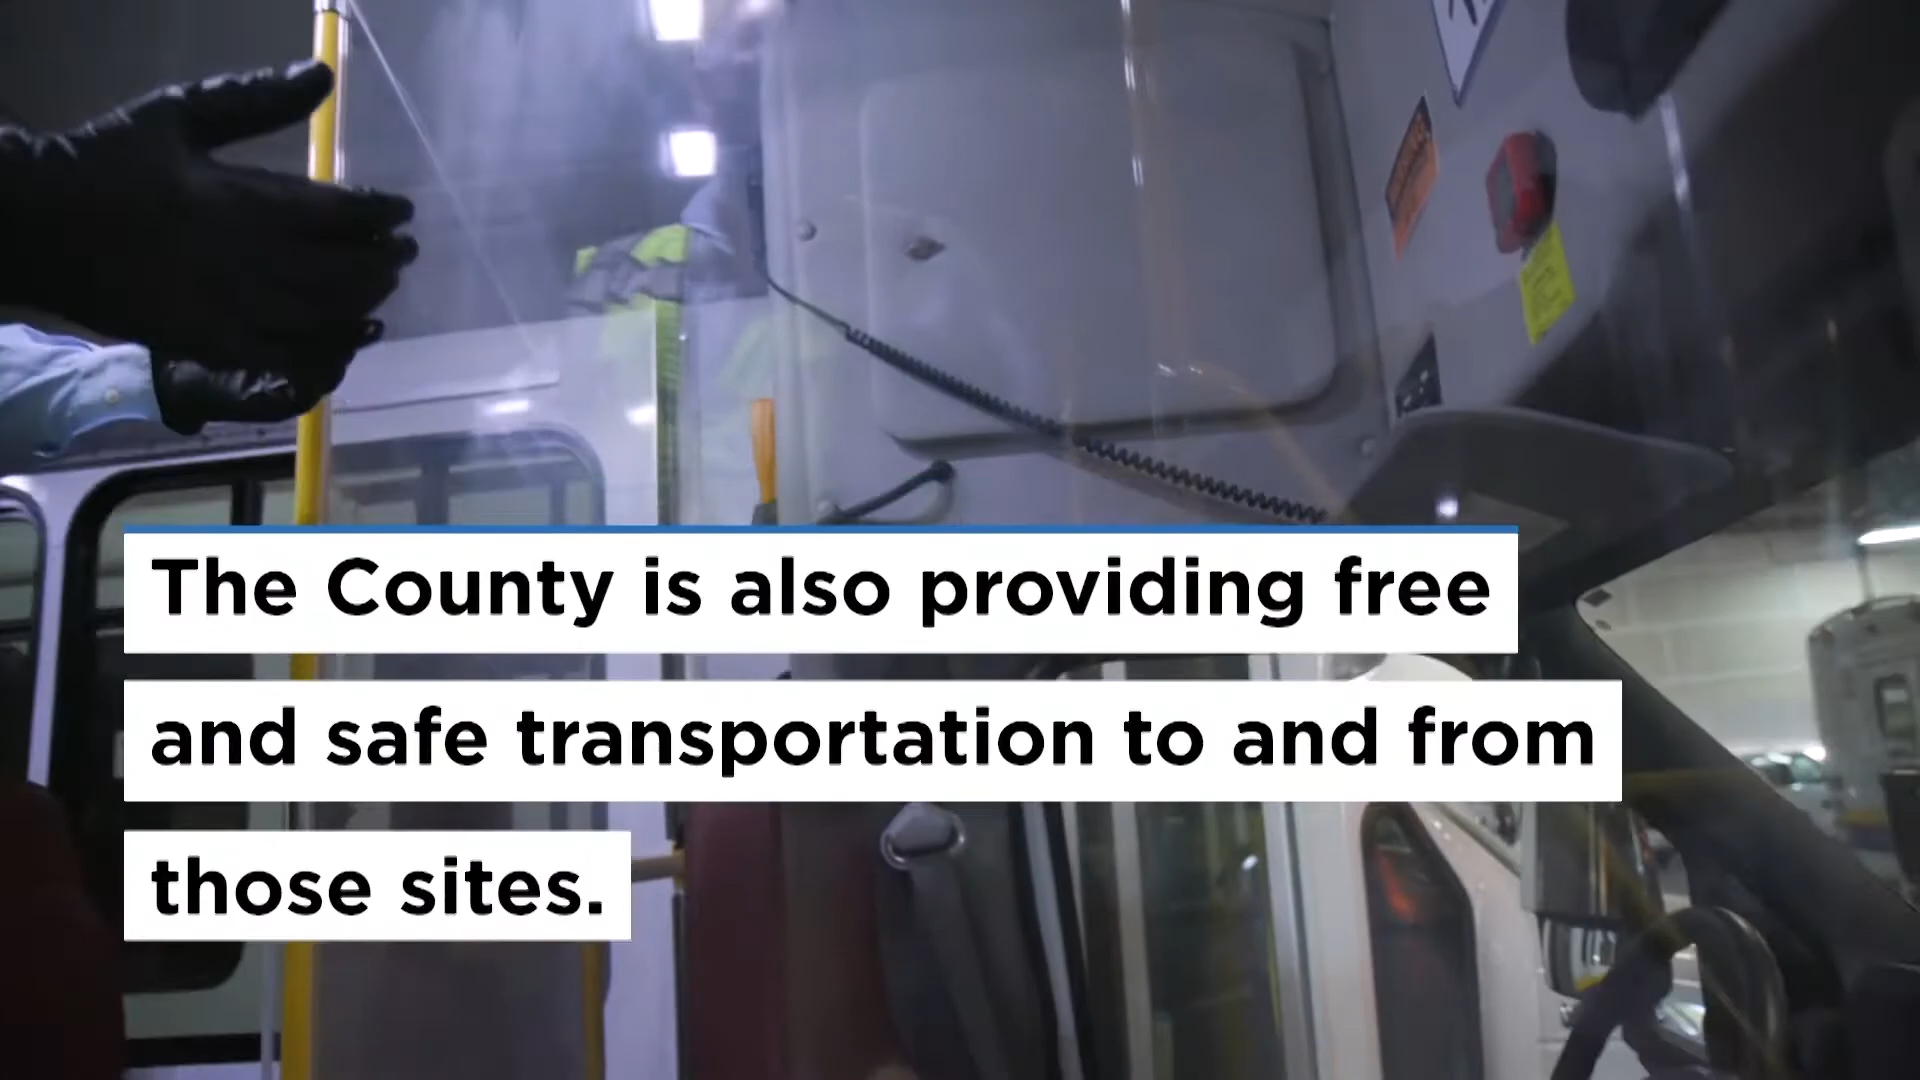 The County is also providing free
and safe transportation to and from
those sites.